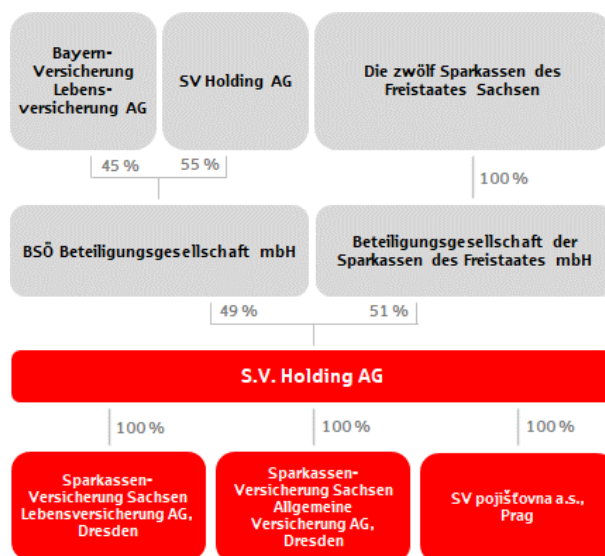 Bayern-
Versicherung
Lebens-
versicherung AG
SV Holding AG
Die zwölf Sparkassen des
Freistaates Sachsen
45 %
55 %
100 %
BSÖ Beteiligungsgesellschaft mbH
Beteiligungsgesellschaft der
Sparkassen des Freistaates mbH
49 %
51 %
S.V. Holding AG
100 %
100 %
100 %
Sparkassen-
Versicherung Sachsen
Lebensversicherung AG,
Dresden
Sparkassen-
Versicherung Sachsen
Allgemeine
Versicherung AG,
Dresden
SV pojišťovna a.s.,
Prag